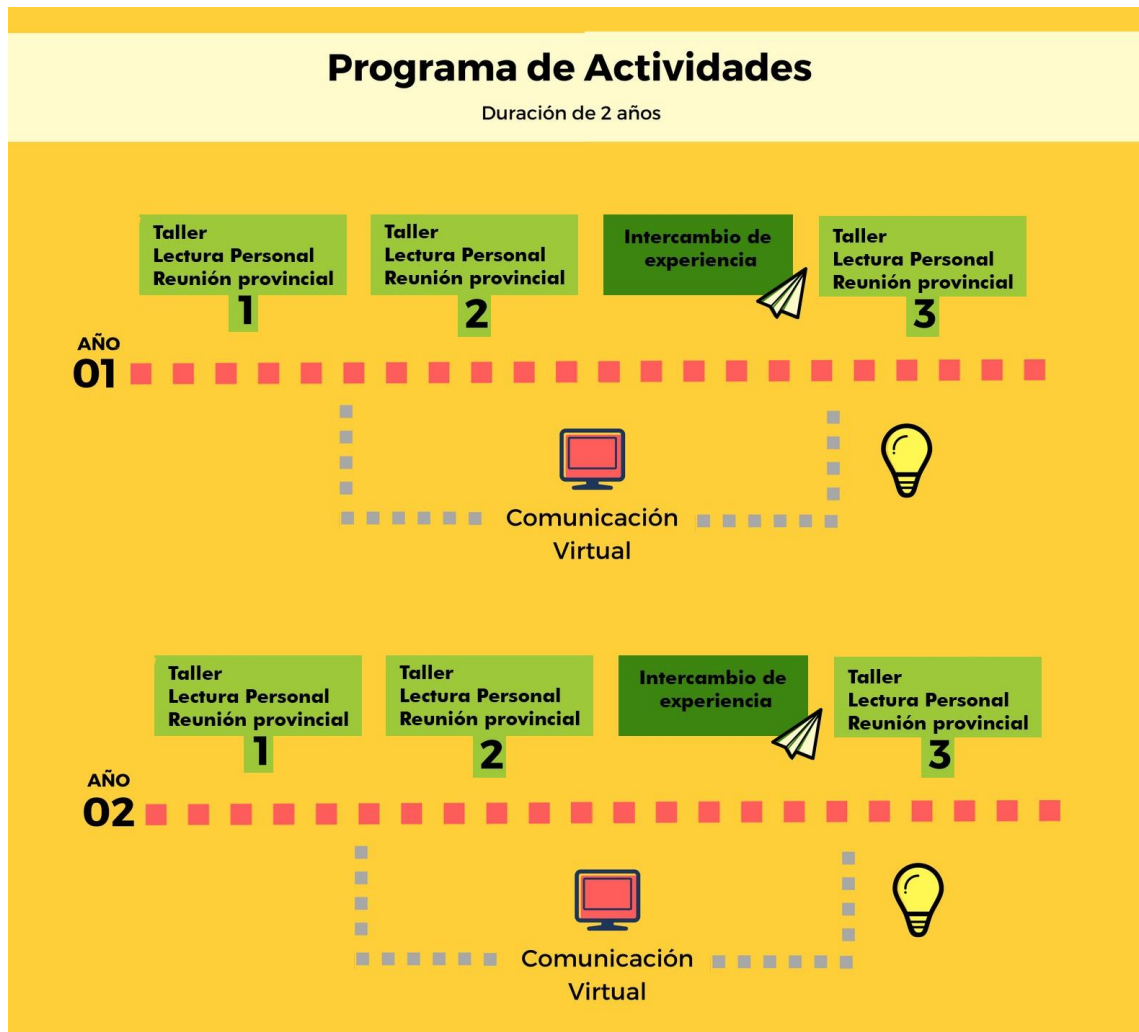 Programa de Actividades
Duración de 2 años
Taller
Lectura Personal
Reunión provincial
1
Taller
Lectura Personal
Reunión provincial
2
Intercambio de
experiencia
Taller
Lectura Personal
Reunión provincial
3
AÑO
01
Comunicación
Virtual
Taller
Lectura Personal
Reunión provincial
1
Taller
Lectura Personal
Reunión provincial
2
Intercambio de
experiencia
Taller
Lectura Personal
Reunión provincial
3
AÑO
02
Comunicación
Virtual